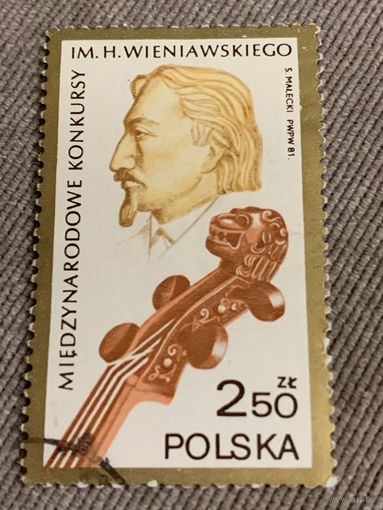 IM. H. WIENIAWSKIEGO
MIĘDZYNARODOWE KONKURSY
S. MAŁECKI PWPW 81.
2.50 ZŁ
POLSKA